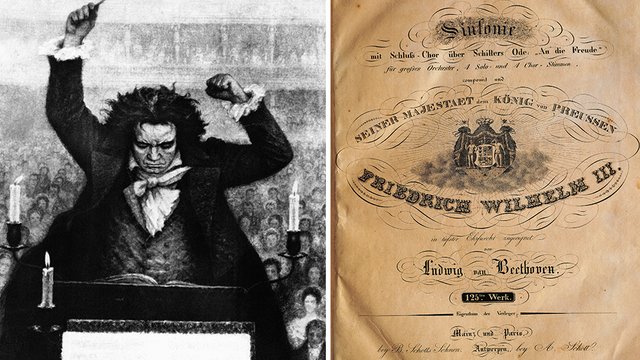 Sinfonie
mit Schluss-Chor über Schillers Ode: „An die Freude"
für großes Orchester, 4 Solo- und 4 Chor-Stimmen
componirt und
SEINER MAJESTAET dem KÖNIG von PREUSSEN
FRIEDRICH WILHELM III.
in tiefster Ehrfurcht zugeeignet
von
Ludwig van Beethoven.
125tes Werk.
Eigenthum der Verleger.
Mainz und Paris,
bey B. Schotts Söhnen. Antwerpen, bey A. Schott.